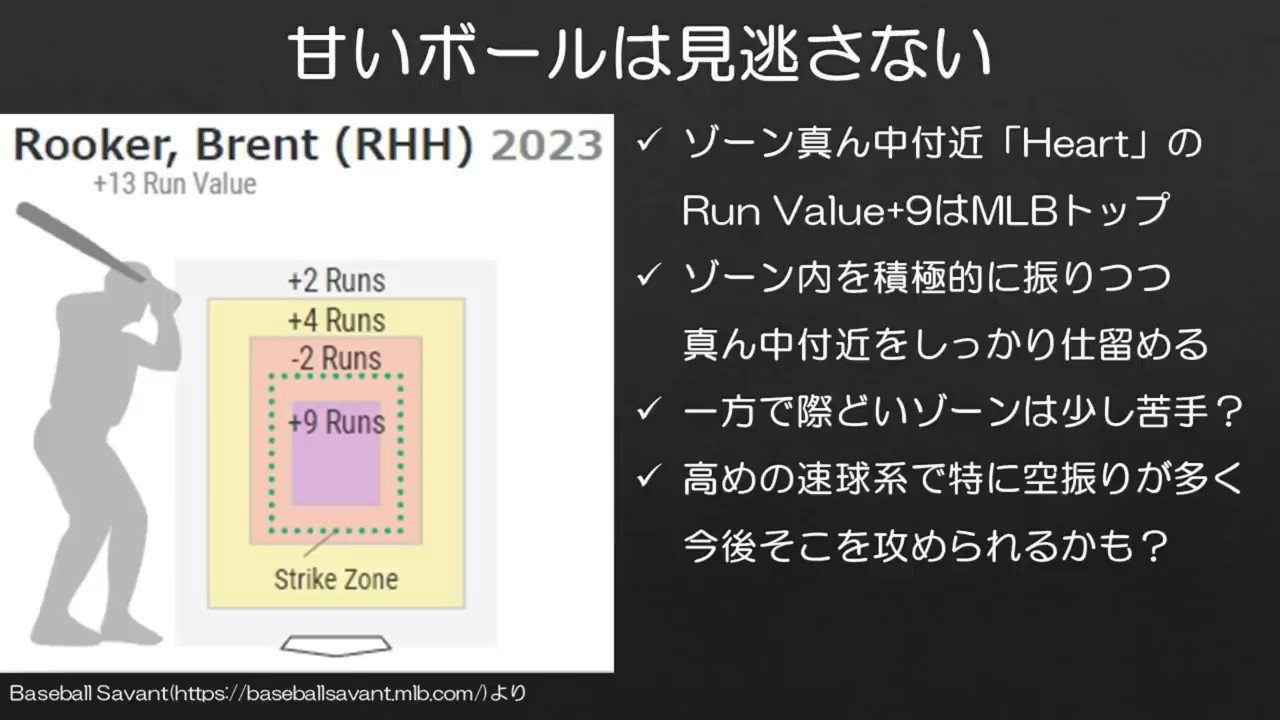 甘いボールは見逃さない
Rooker, Brent (RHH) 2023
+13 Run Value
+2 Runs
+4 Runs
-2 Runs
+9 Runs
Strike Zone
✓ ゾーン真ん中付近「Heart」の
Run Value+9はMLBトップ
✓ ゾーン内を積極的に振りつつ
真ん中付近をしっかり仕留める
✓ 一方で際どいゾーンは少し苦手？
✓ 高めの速球系で特に空振りが多く
今後そこを攻められるかも？
Baseball Savant(https://baseballsavant.mlb.com/)より